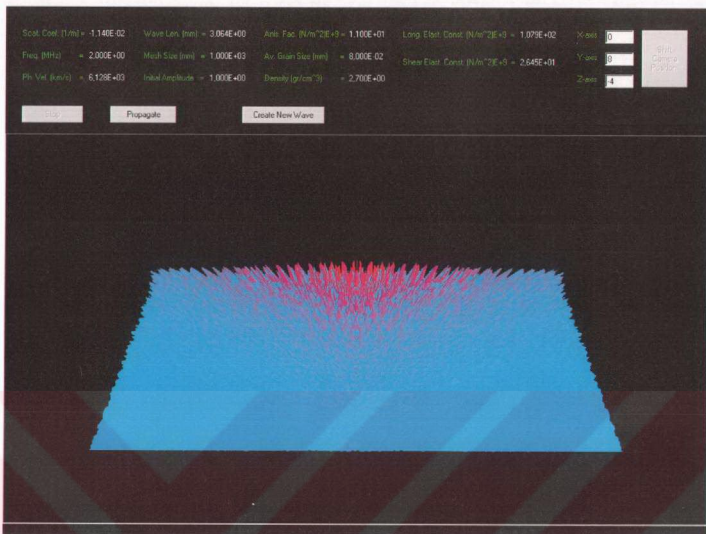 Scat. Coef. (1/m) = -1.140E-02 Wave Len. (mm) = 3.064E+00 Anis. Fac. (N/m^2)E+9 = 1.100E+01 Long. Elast. Const. (N/m^2)E+9 = 1.079E+02 X-axis 0
Freq. (MHz) = 2.000E+00 Mesh Size (mm) = 1.000E+03 Av. Grain Size (mm) = 8.000E-02 Shear Elast. Const. (N/m^2)E+9 = 2.645E+01 Y-axis 0
Ph. Vel. (km/s) = 6.128E+03 Initial Amplitude = 1.000E+00 Density (gr/cm^3) = 2.700E+00 Z-axis -4
Camera
Position
Stop Propagate Create New Wave